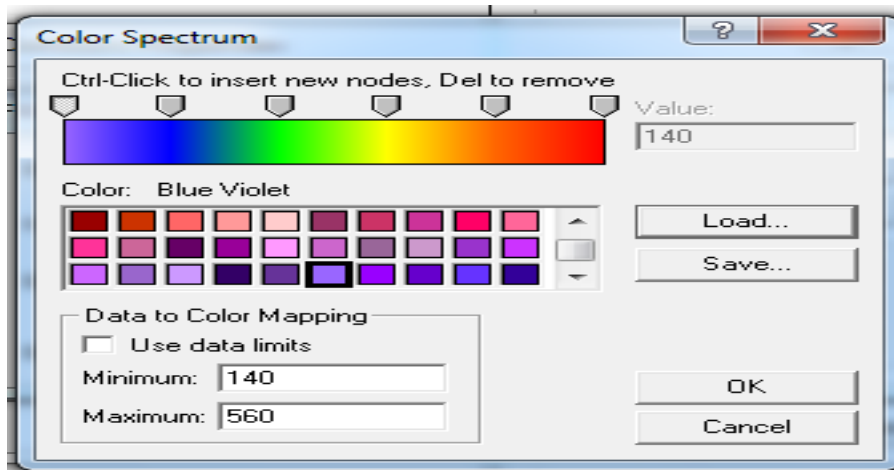 Color Spectrum
?
Ctrl-Click to insert new nodes, Del to remove
Value:
140
Color: Blue Violet
Load...
Save...
Data to Color Mapping
Use data limits
Minimum: 140
Maximum: 560
OK
Cancel